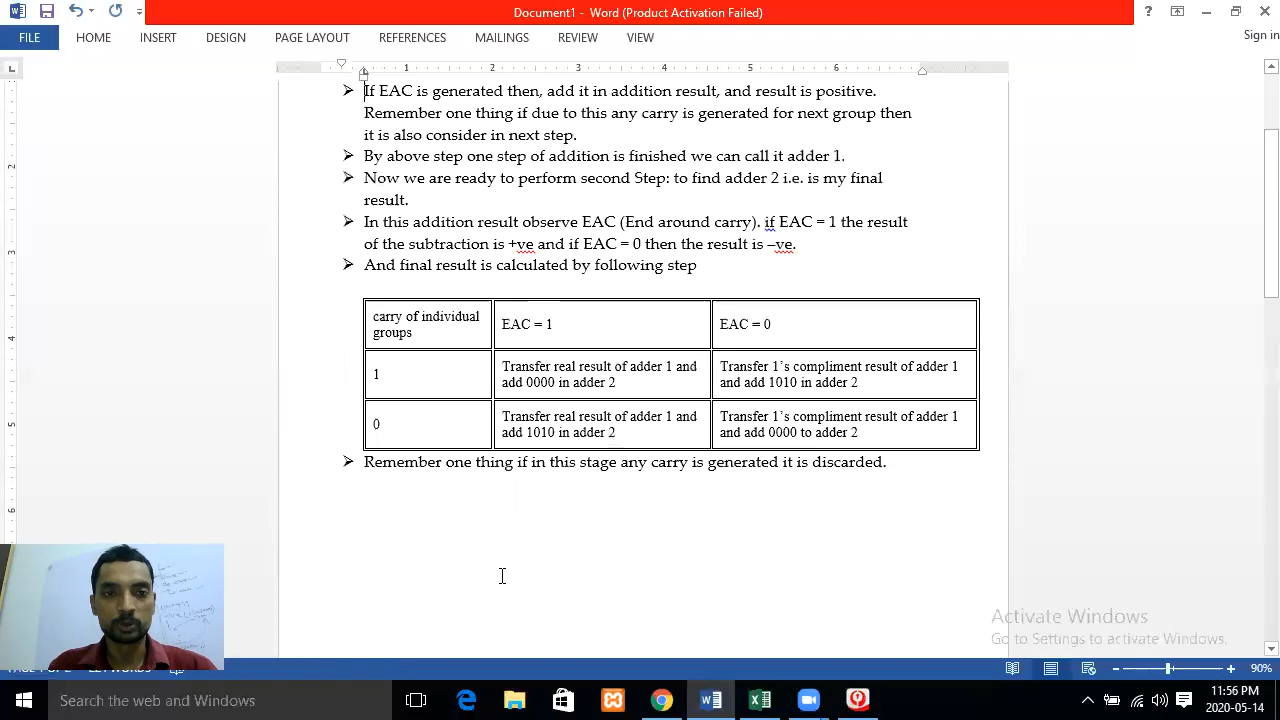 Document1 - Word (Product Activation Failed)
FILE HOME INSERT DESIGN PAGE LAYOUT REFERENCES MAILINGS REVIEW VIEW Sign in
1 2 3 4 5 6
If EAC is generated then, add it in addition result, and result is positive.
Remember one thing if due to this any carry is generated for next group then
it is also consider in next step.
By above step one step of addition is finished we can call it adder 1.
Now we are ready to perform second Step: to find adder 2 i.e. is my final
result.
In this addition result observe EAC (End around carry). if EAC = 1 the result
of the subtraction is +ve and if EAC = 0 then the result is –ve.
And final result is calculated by following step
carry of individual
groups
EAC = 1
EAC = 0
1
Transfer real result of adder 1 and
add 0000 in adder 2
Transfer 1’s compliment result of adder 1
and add 1010 in adder 2
0
Transfer real result of adder 1 and
add 1010 in adder 2
Transfer 1’s compliment result of adder 1
and add 0000 to adder 2
Remember one thing if in this stage any carry is generated it is discarded.
2
3
4
5
6
Activate Windows
Go to Settings to activate Windows.
90%
Search the web and Windows
11:56 PM
2020-05-14